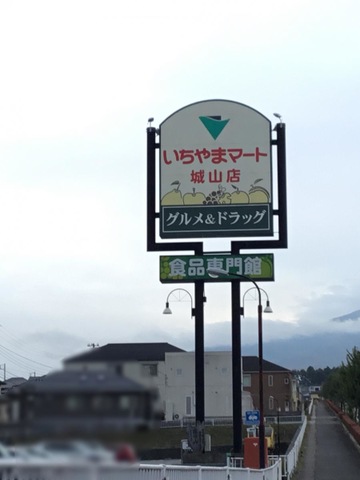 いちやまマート
城山店
グルメ&ドラッグ
食品専門館